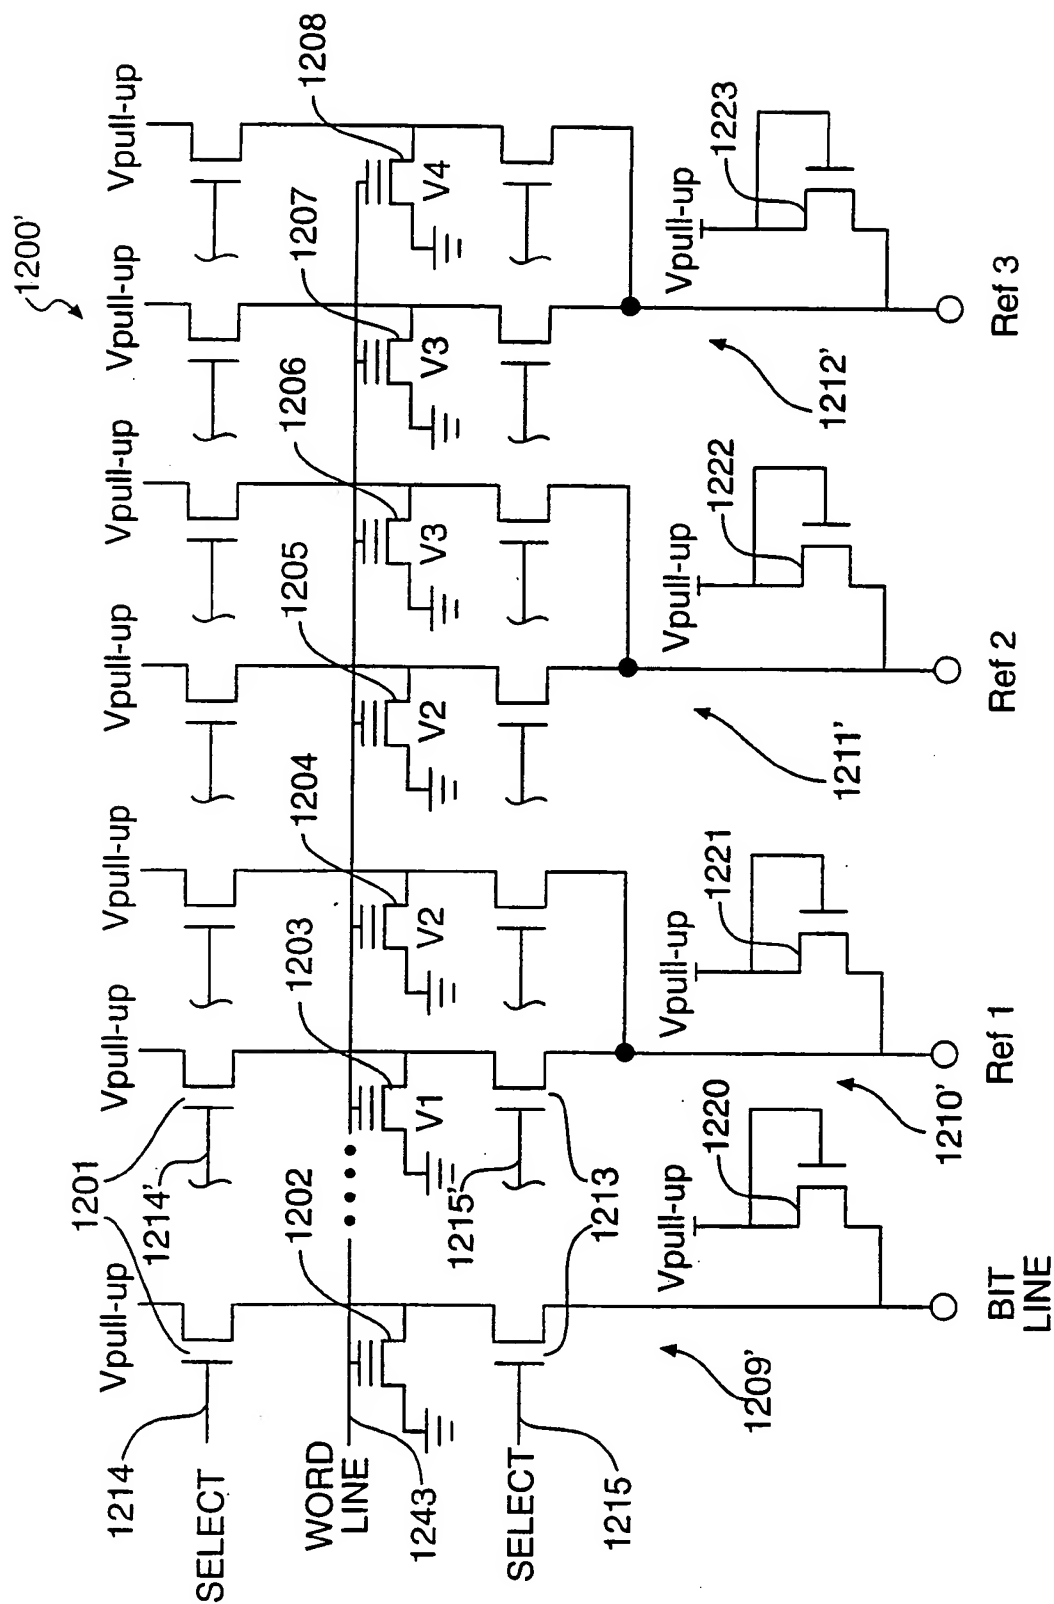 1200'
Vpull-up
Vpull-up
Vpull-up
Vpull-up
Vpull-up
Vpull-up
Vpull-up
1201
1214
1214'
SELECT
1202
1203
1204
1205
1206
1207
1208
WORD
LINE
1243
V1
V2
V2
V3
V3
V4
SELECT
1215
1215'
1213
Vpull-up
1220
Vpull-up
1221
Vpull-up
1222
Vpull-up
1223
1209'
1210'
1211'
1212'
BIT
LINE
Ref 1
Ref 2
Ref 3